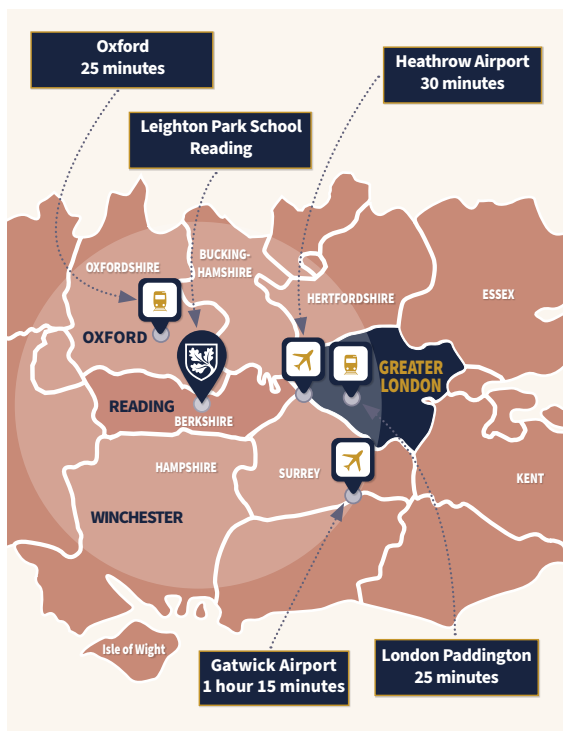 Oxford
25 minutes
Heathrow Airport
30 minutes
Leighton Park School
Reading
BUCKING-
HAMSHIRE
OXFORDSHIRE
HERTFORDSHIRE
ESSEX
OXFORD
GREATER
LONDON
READING
BERKSHIRE
HAMPSHIRE
SURREY
KENT
WINCHESTER
Isle of Wight
Gatwick Airport
1 hour 15 minutes
London Paddington
25 minutes